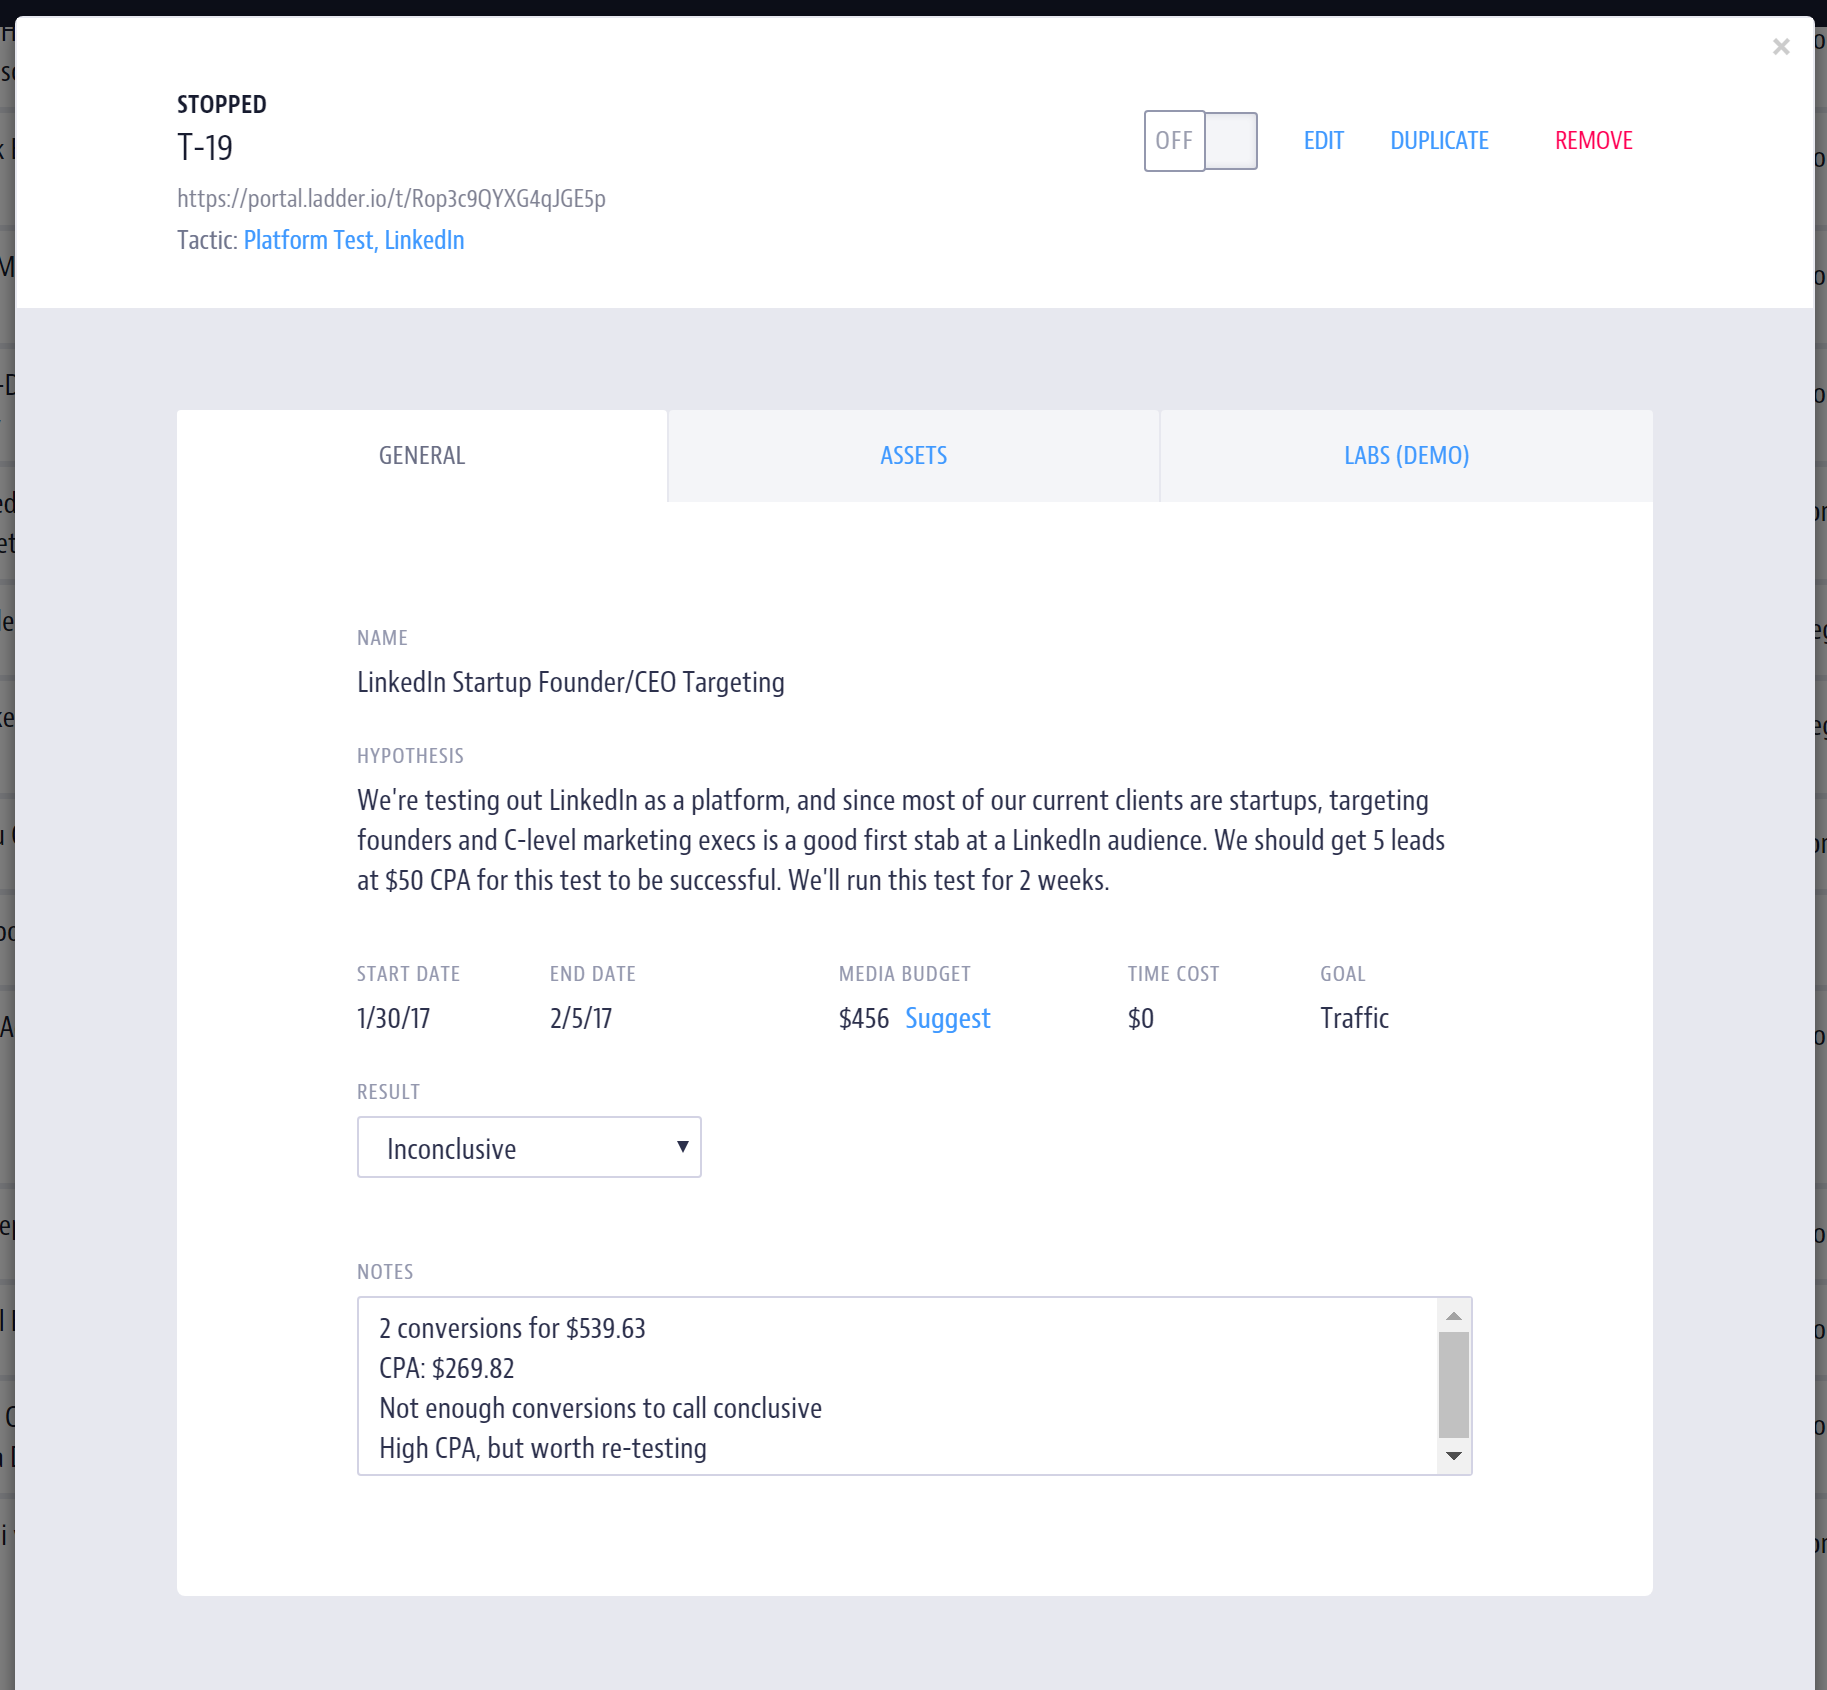 STOPPED
T-19
https://portal.ladder.io/t/Rop3c9QYXG4qJGE5p
Tactic: Platform Test, LinkedIn
OFF
EDIT
DUPLICATE
REMOVE
GENERAL
ASSETS
LABS (DEMO)
NAME
LinkedIn Startup Founder/CEO Targeting
HYPOTHESIS
We're testing out LinkedIn as a platform, and since most of our current clients are startups, targeting
founders and C-level marketing execs is a good first stab at a LinkedIn audience. We should get 5 leads
at $50 CPA for this test to be successful. We'll run this test for 2 weeks.
START DATE
1/30/17
END DATE
2/5/17
MEDIA BUDGET
$456 Suggest
TIME COST
$0
GOAL
Traffic
RESULT
Inconclusive
NOTES
2 conversions for $539.63
CPA: $269.82
Not enough conversions to call conclusive
High CPA, but worth re-testing